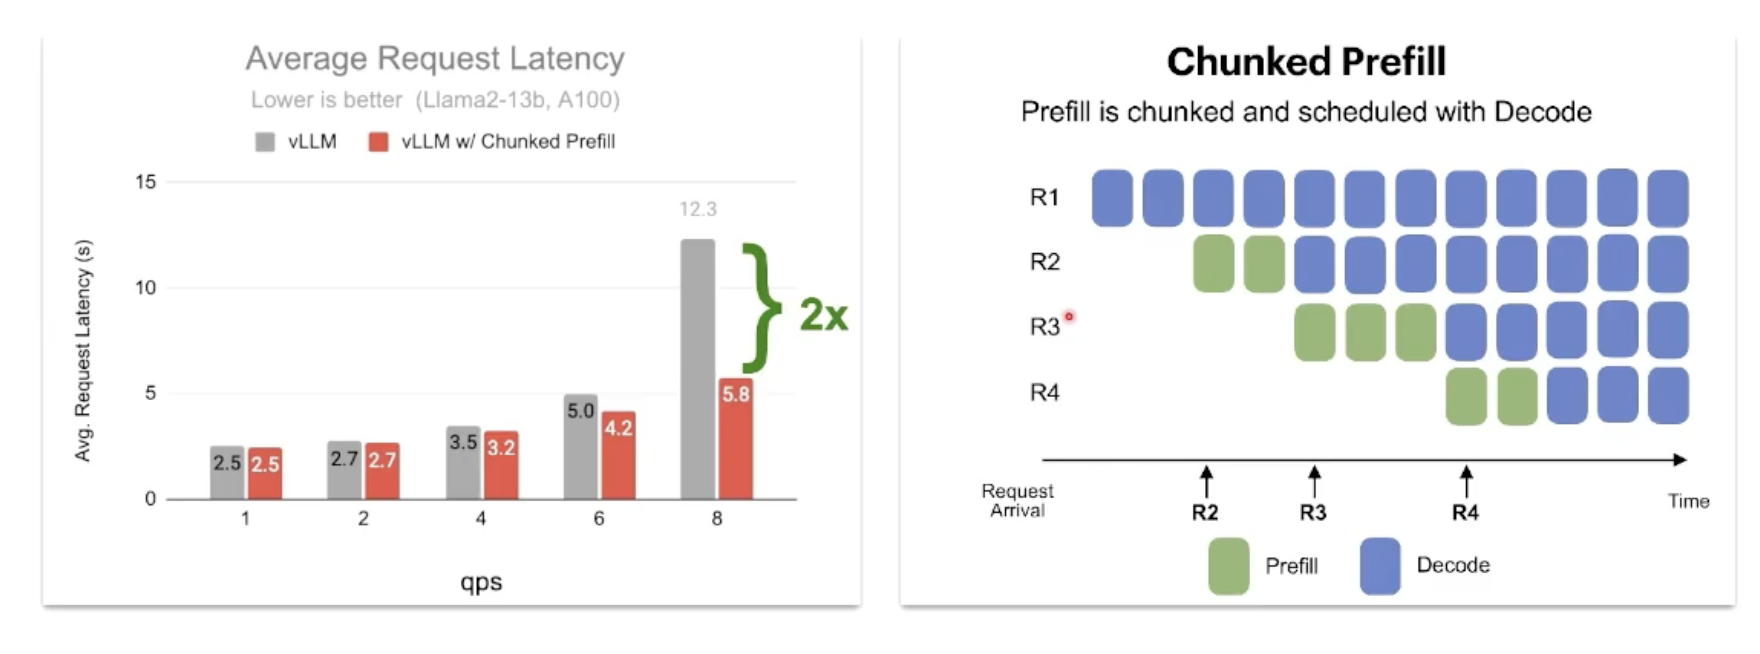 Average Request Latency
Lower is better (Llama2-13b, A100)
vLLM
vLLM w/ Chunked Prefill
Avg. Request Latency (s)
15
10
5
0
2.5
2.5
2.7
2.7
3.5
3.2
5.0
4.2
12.3
5.8
2x
1
2
4
6
8
qps
Chunked Prefill
Prefill is chunked and scheduled with Decode
R1
R2
R3
R4
Request
Arrival
R2
R3
R4
Time
Prefill
Decode